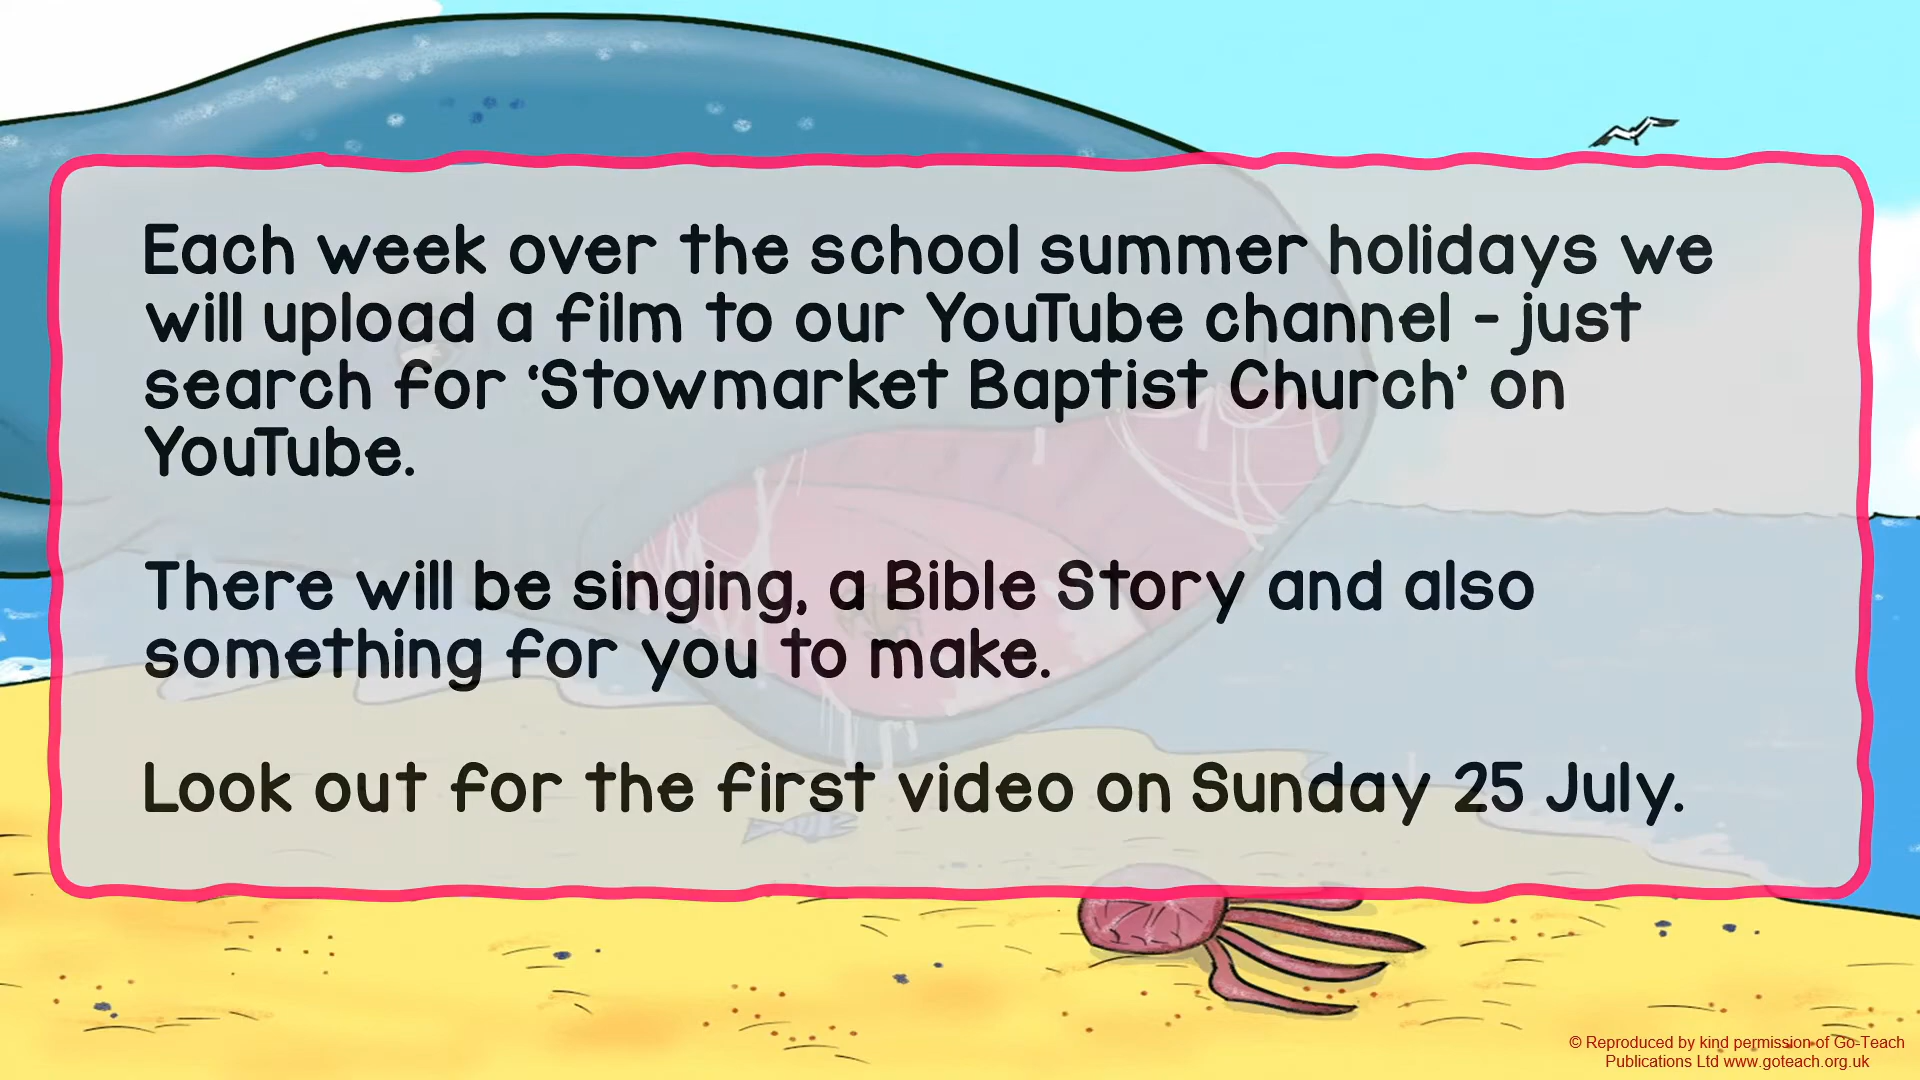 Each week over the school summer holidays we
will upload a film to our YouTube channel - just
search for ‘Stowmarket Baptist Church’ on
YouTube.
There will be singing, a Bible Story and also
something for you to make.
Look out for the first video on Sunday 25 July.
© Reproduced by kind permission of Go-Teach
Publications Ltd www.goteach.org.uk